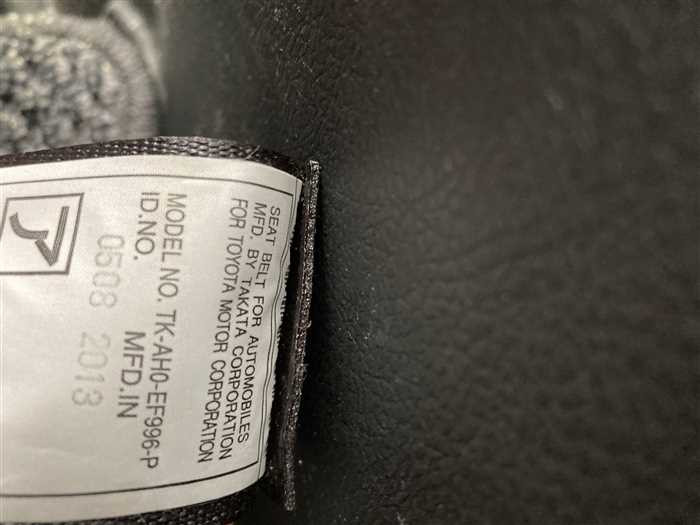 SEAT BELT FOR AUTOMOBILES
MFD. BY TAKATA CORPORATION
FOR TOYOTA MOTOR CORPORATION
MODEL NO. TK-AH0-EF996-P
ID.NO. MFD.IN
0508 2013
ア